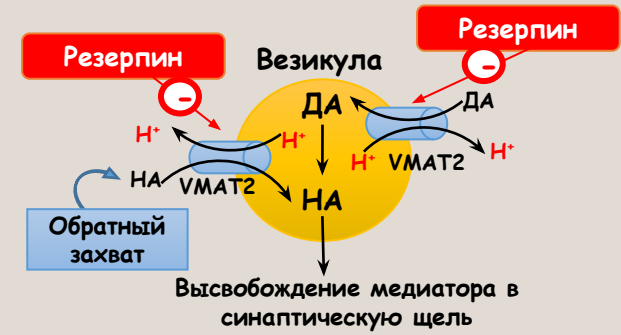 Резерпин
Резерпин
Везикула
-
-
ДА
ДА
H⁺
H⁺
H⁺
VMAT2
H⁺
НА
VMAT2
НА
Обратный
захват
Высвобождение медиатора в
синаптическую щель